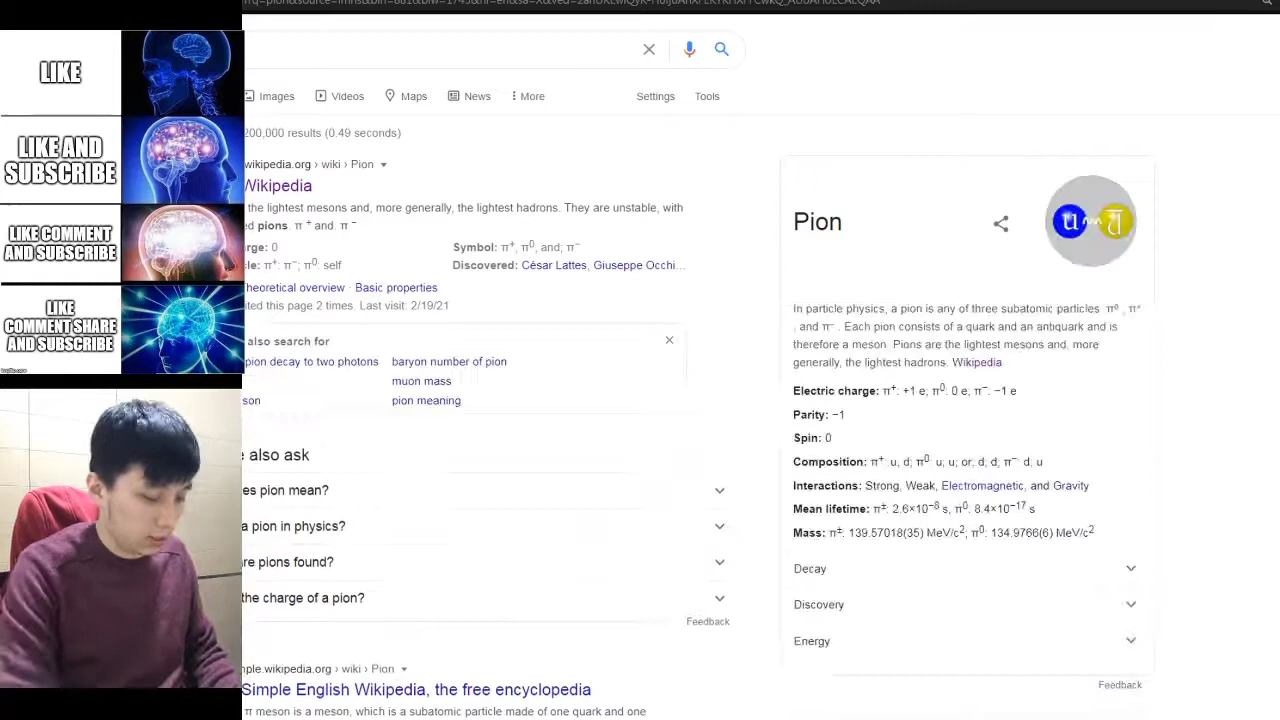 LIKE
LIKE AND
SUBSCRIBE
LIKE COMMENT
AND SUBSCRIBE
LIKE
COMMENT SHARE
AND SUBSCRIBE
Images Videos Maps News More Settings Tools
200,000 results (0.49 seconds)
wikipedia.org › wiki › Pion
Wikipedia
the lightest mesons and, more generally, the lightest hadrons. They are unstable, with
pions. π + and. π −
0 Symbol: π+, π0, and; π−
π+: π−; π0: self Discovered: César Lattes, Giuseppe Occhi...
Theoretical overview · Basic properties
this page 2 times. Last visit: 2/19/21
also search for
pion decay to two photons baryon number of pion
muon mass
pion meaning
also ask
pion mean?
a pion in physics?
pions found?
the charge of a pion?
Feedback
wikipedia.org › wiki › Pion
Simple English Wikipedia, the free encyclopedia
π meson is a meson, which is a subatomic particle made of one quark and one
Pion
u d̅
In particle physics, a pion is any of three subatomic particles: π0, π+
, and π−. Each pion consists of a quark and an antiquark and is
therefore a meson. Pions are the lightest mesons and, more
generally, the lightest hadrons. Wikipedia
Electric charge: π+: +1 e; π0: 0 e; π−: −1 e
Parity: −1
Spin: 0
Composition: π+: u, d; π0: u, u; or, d, d; π−: d, u
Interactions: Strong, Weak, Electromagnetic, and Gravity
Mean lifetime: π±: 2.6×10−8 s, π0: 8.4×10−17 s
Mass: π±: 139.57018(35) MeV/c2; π0: 134.9766(6) MeV/c2
Decay
Discovery
Energy
Feedback